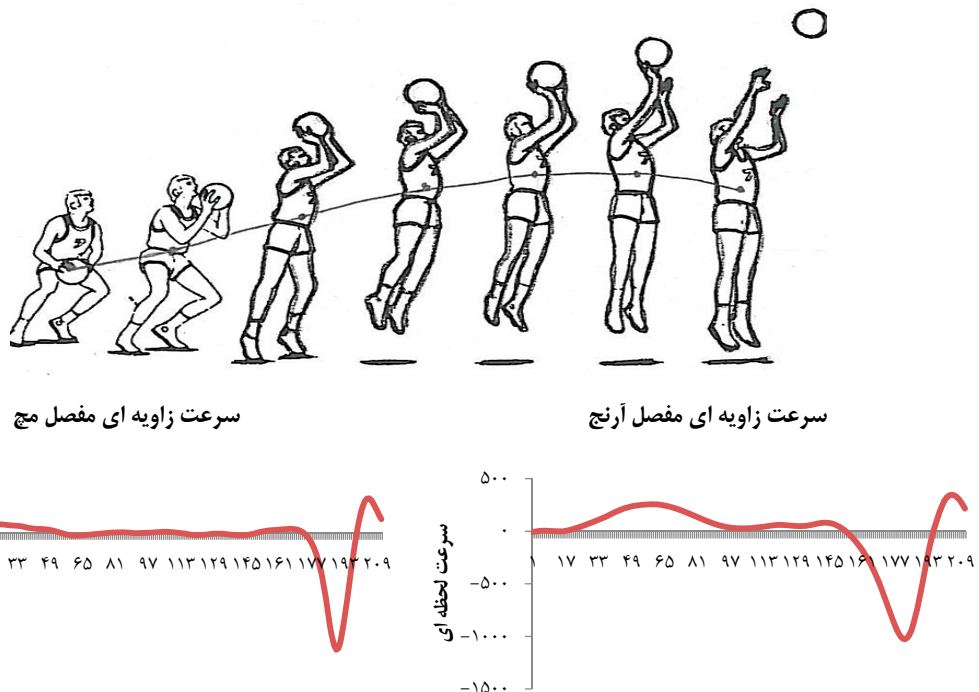 سرعت زاویه ای مفصل آرنج
سرعت زاویه ای مفصل مچ
سرعت لحظه ای
۵۰۰
۰
-۵۰۰
-۱۰۰۰
-۱۵۰۰
۱ ۱۷ ۳۳ ۴۹ ۶۵ ۸۱ ۹۷ ۱۱۳ ۱۲۹ ۱۴۵ ۱۶۱ ۱۷۷ ۱۹۳ ۲۰۹
۳۳ ۴۹ ۶۵ ۸۱ ۹۷ ۱۱۳ ۱۲۹ ۱۴۵ ۱۶۱ ۱۷۷ ۱۹۳ ۲۰۹